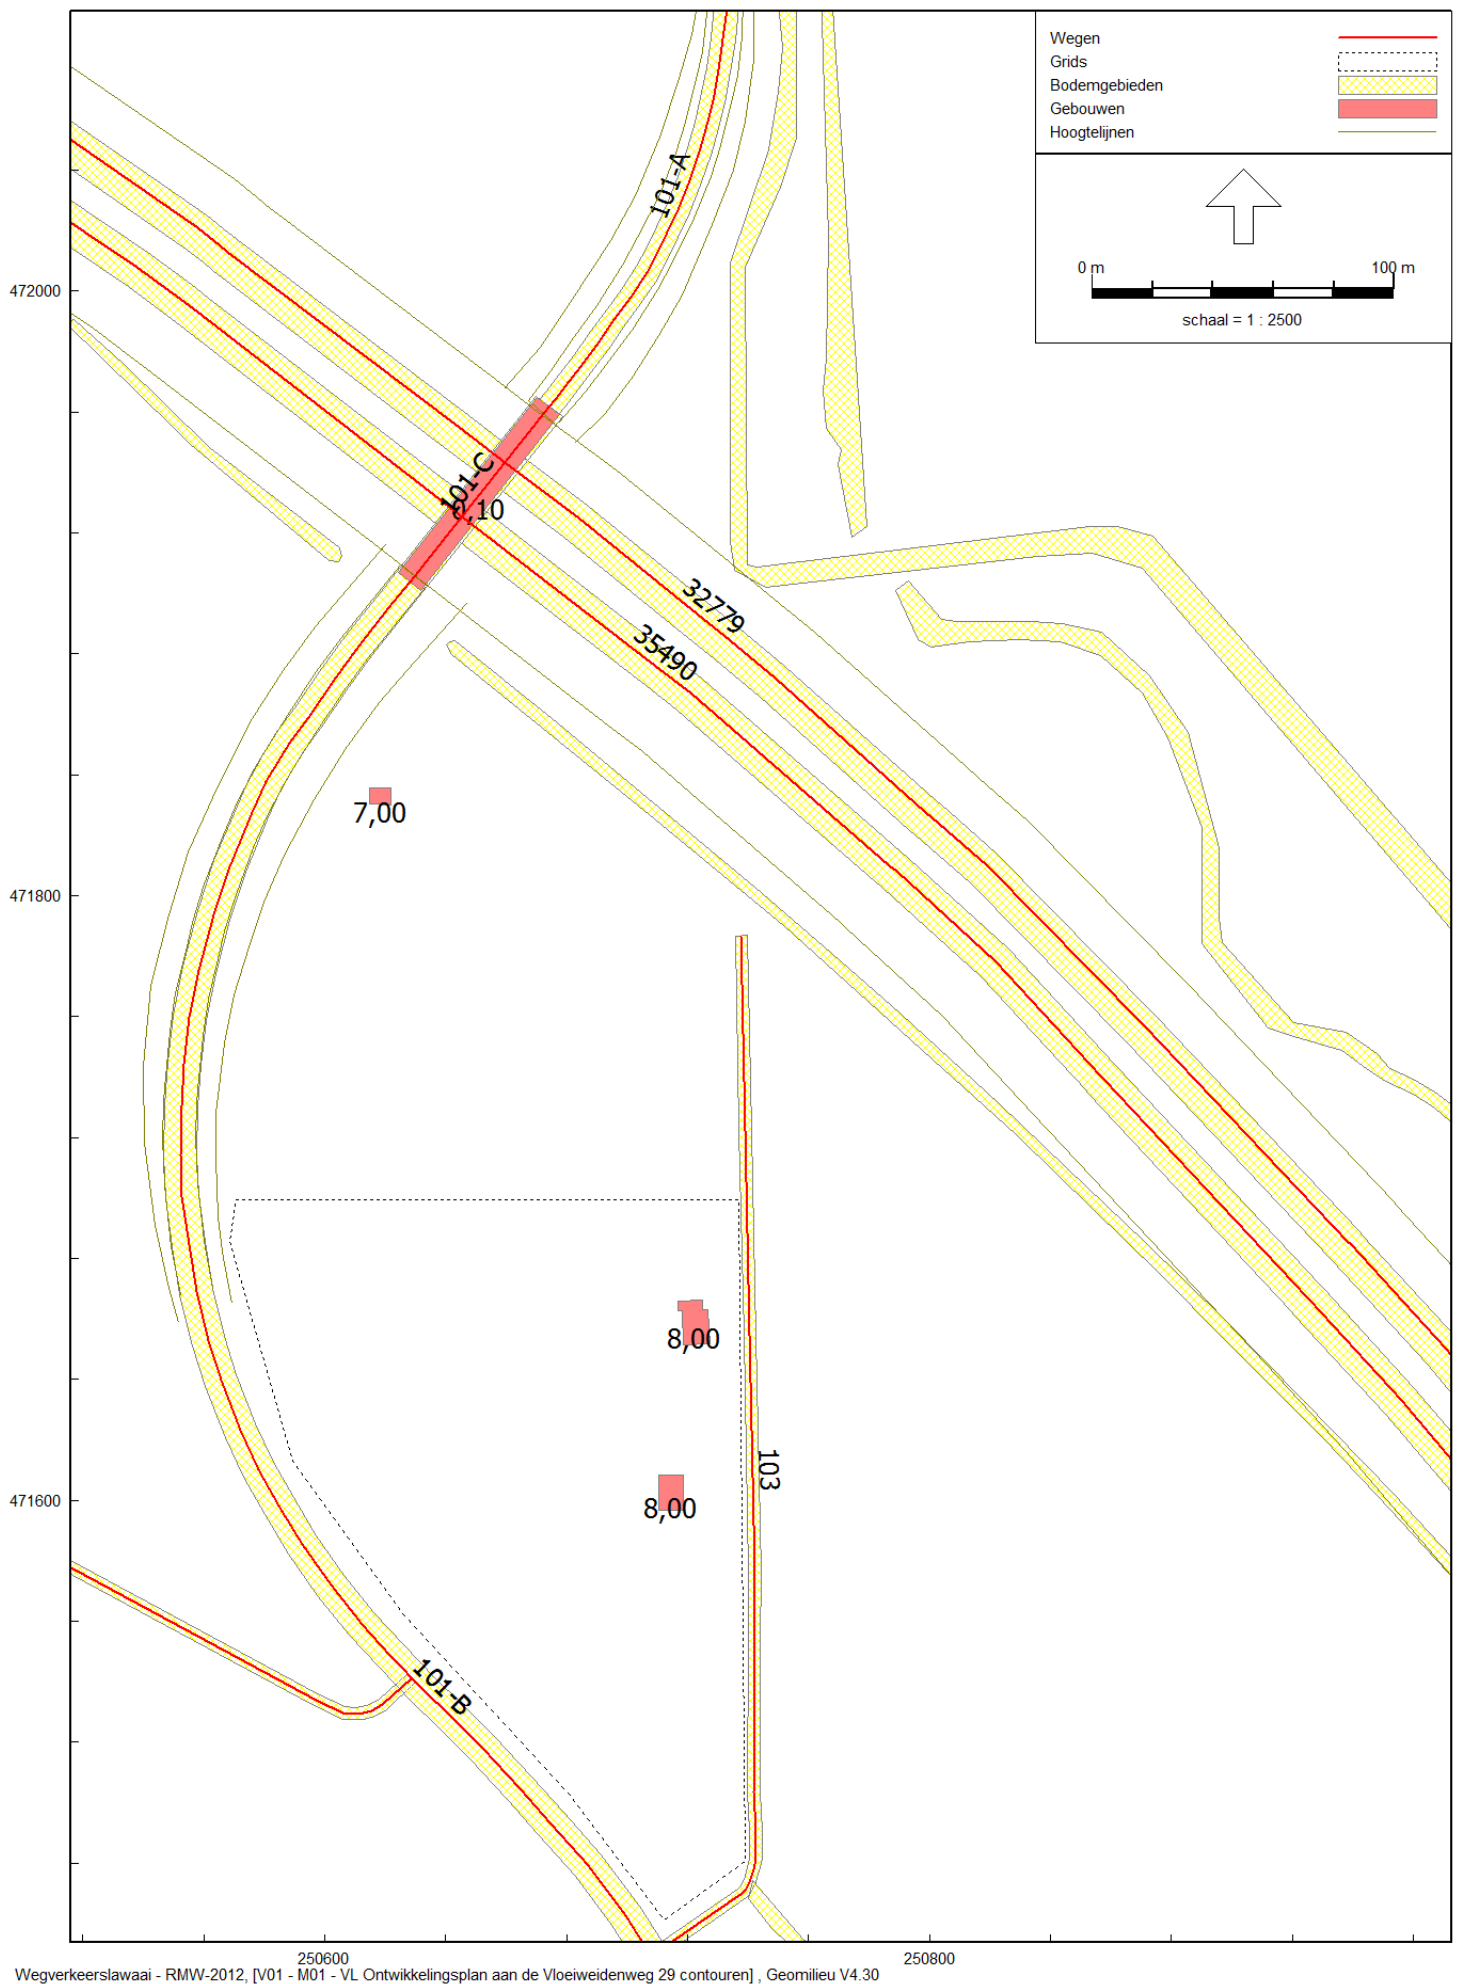 Wegen
Grids
Bodemgebieden
Gebouwen
Hoogtelijnen
0 m 100 m
schaal = 1 : 2500
101-A
472000
101-C
0,10
32779
35490
7,00
471800
8,00
103
471600
8,00
101-B
250600 250800
Wegverkeerslawaai - RMW-2012, [V01 - M01 - VL Ontwikkelingsplan aan de Vloeiweidenweg 29 contouren] , Geomilieu V4.30